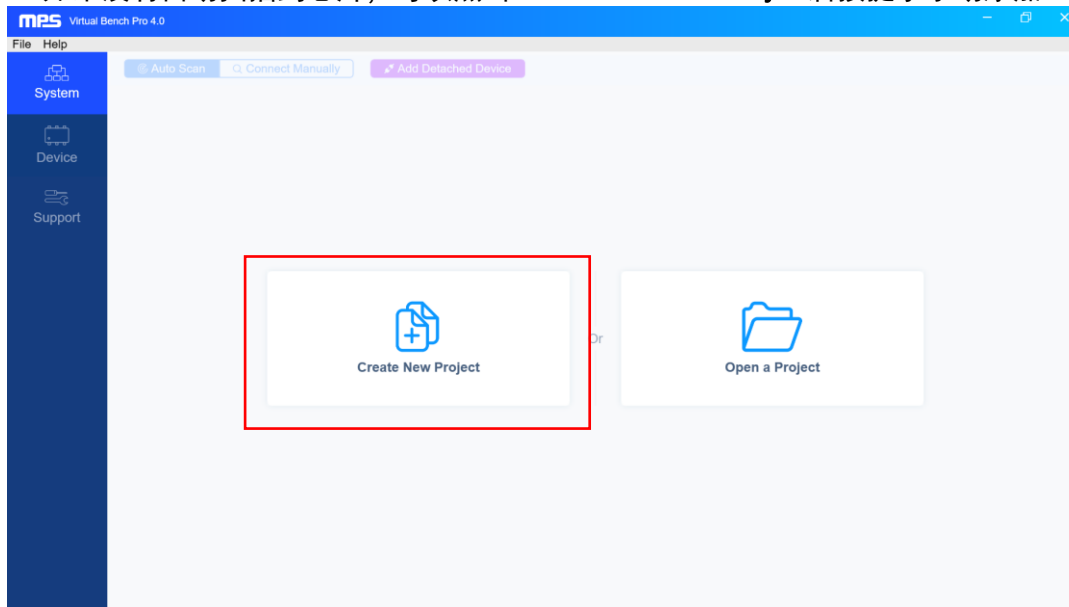 MPS Virtual Bench Pro 4.0
File Help
System
Auto Scan
Connect Manually
Add Detached Device
Device
Support
Create New Project
Or
Open a Project